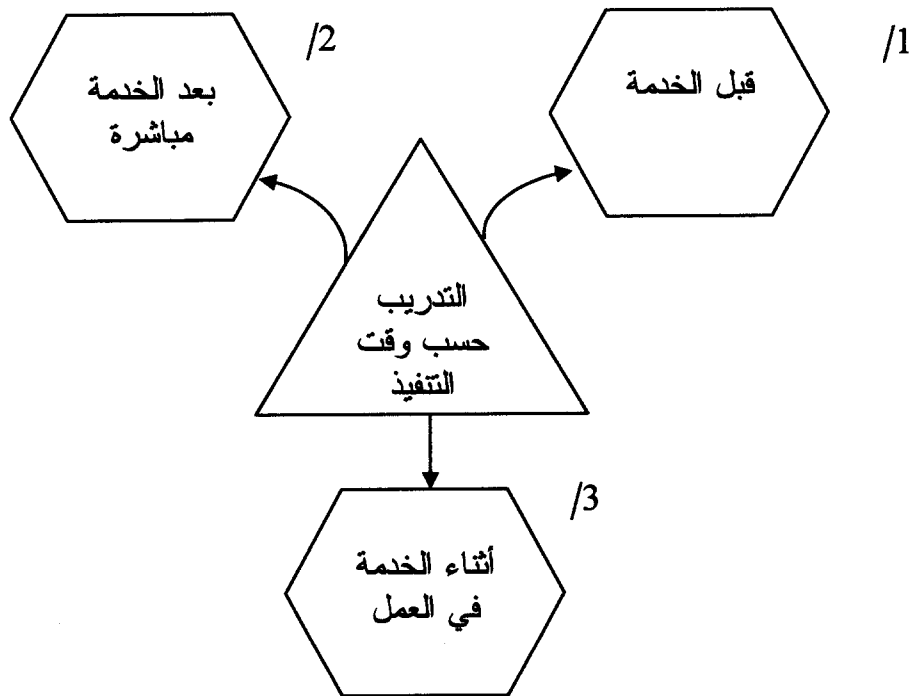 /1
قبل الخدمة
/2
بعد الخدمة
مباشرة
التدريب
حسب وقت
التنفيذ
/3
أثناء الخدمة
في العمل